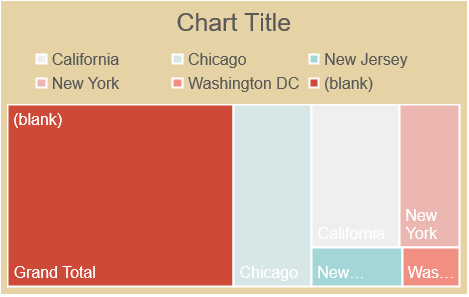 Chart Title
California
Chicago
New Jersey
New York
Washington DC
(blank)
(blank)
Grand Total
Chicago
California
New
York
New…
Was…